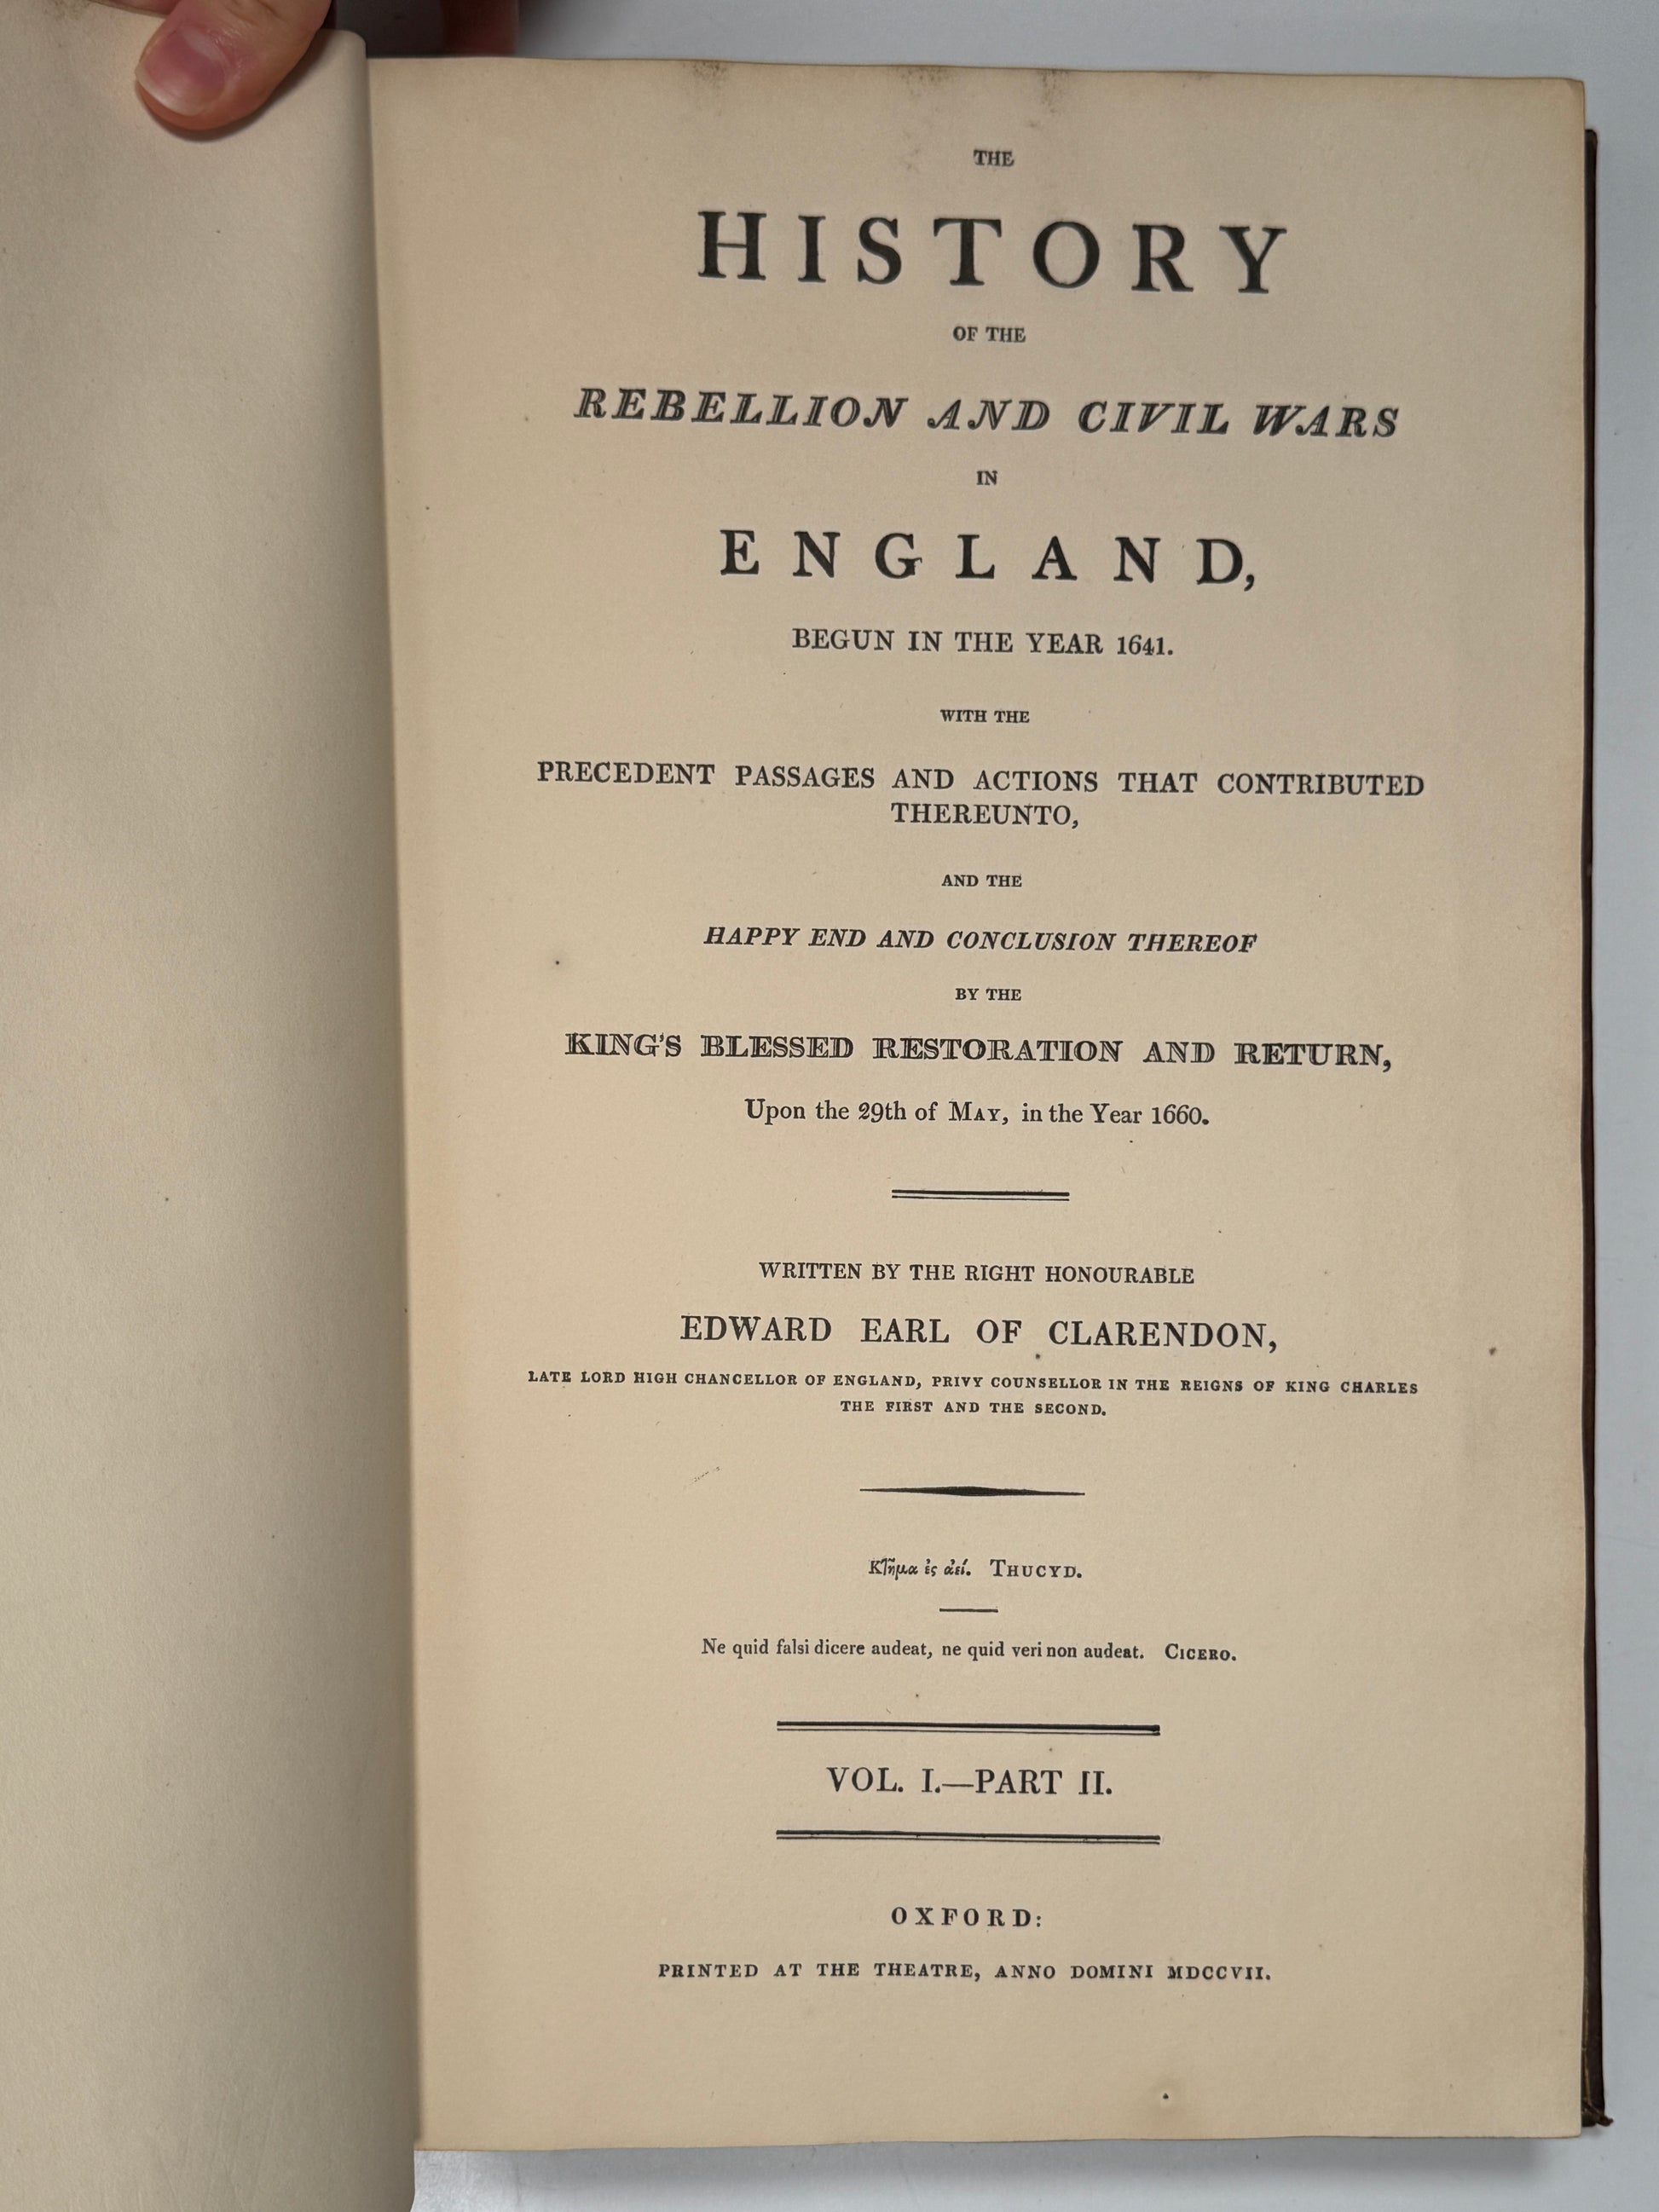 THE
HISTORY
OF THE
REBELLION AND CIVIL WARS
IN
ENGLAND,
BEGUN IN THE YEAR 1641.
WITH THE
PRECEDENT PASSAGES AND ACTIONS THAT CONTRIBUTED
THEREUNTO,
AND THE
HAPPY END AND CONCLUSION THEREOF
BY THE
KING'S BLESSED RESTORATION AND RETURN,
Upon the 29th of MAY, in the Year 1660.
WRITTEN BY THE RIGHT HONOURABLE
EDWARD EARL OF CLARENDON,
LATE LORD HIGH CHANCELLOR OF ENGLAND, PRIVY COUNSELLOR IN THE REIGNS OF KING CHARLES
THE FIRST AND THE SECOND.
Κτῆμα ἐς ἀεί. THUCYD.
Ne quid falsi dicere audeat, ne quid veri non audeat. CICERO.
VOL. I.—PART II.
OXFORD:
PRINTED AT THE THEATRE, ANNO DOMINI MDCCVII.